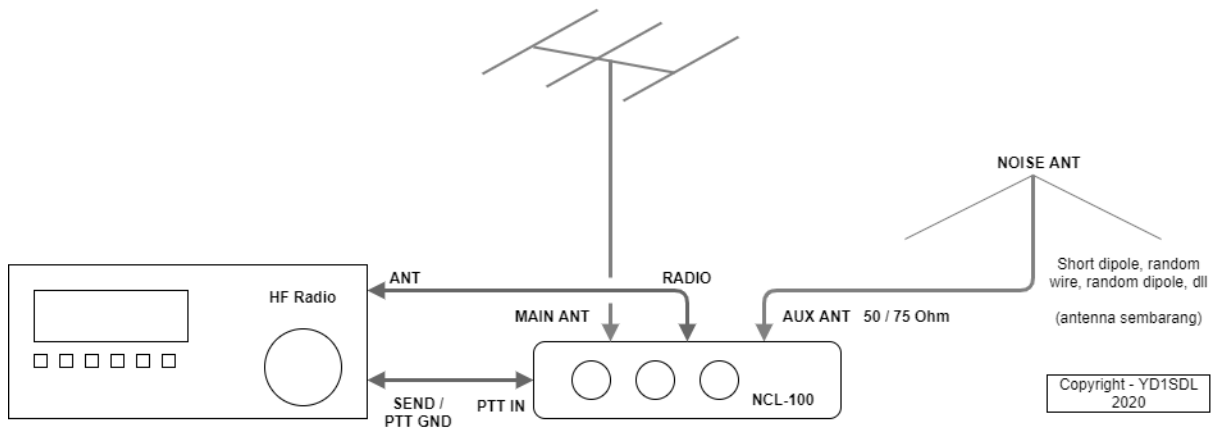 NOISE ANT
Short dipole, random
wire, random dipole, dll
(antenna sembarang)
ANT
RADIO
HF Radio
MAIN ANT
AUX ANT 50 / 75 Ohm
SEND /
PTT GND
PTT IN
NCL-100
Copyright - YD1SDL
2020